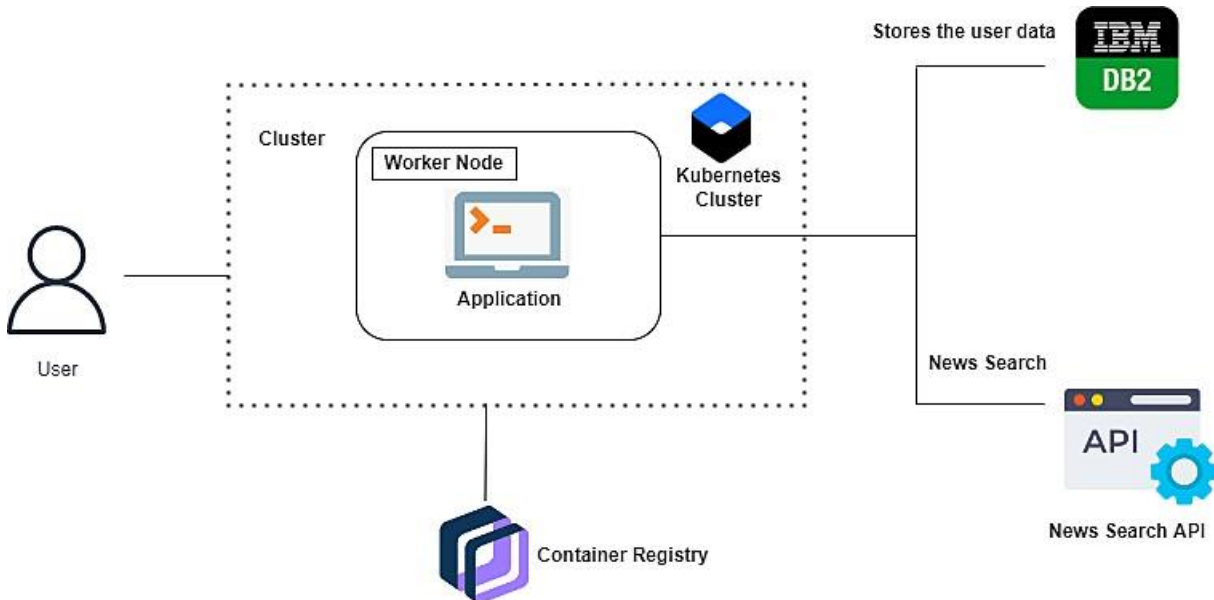 Stores the user data
IBM
DB2
Cluster
Worker Node
Kubernetes
Cluster
Application
User
News Search
API
News Search API
Container Registry